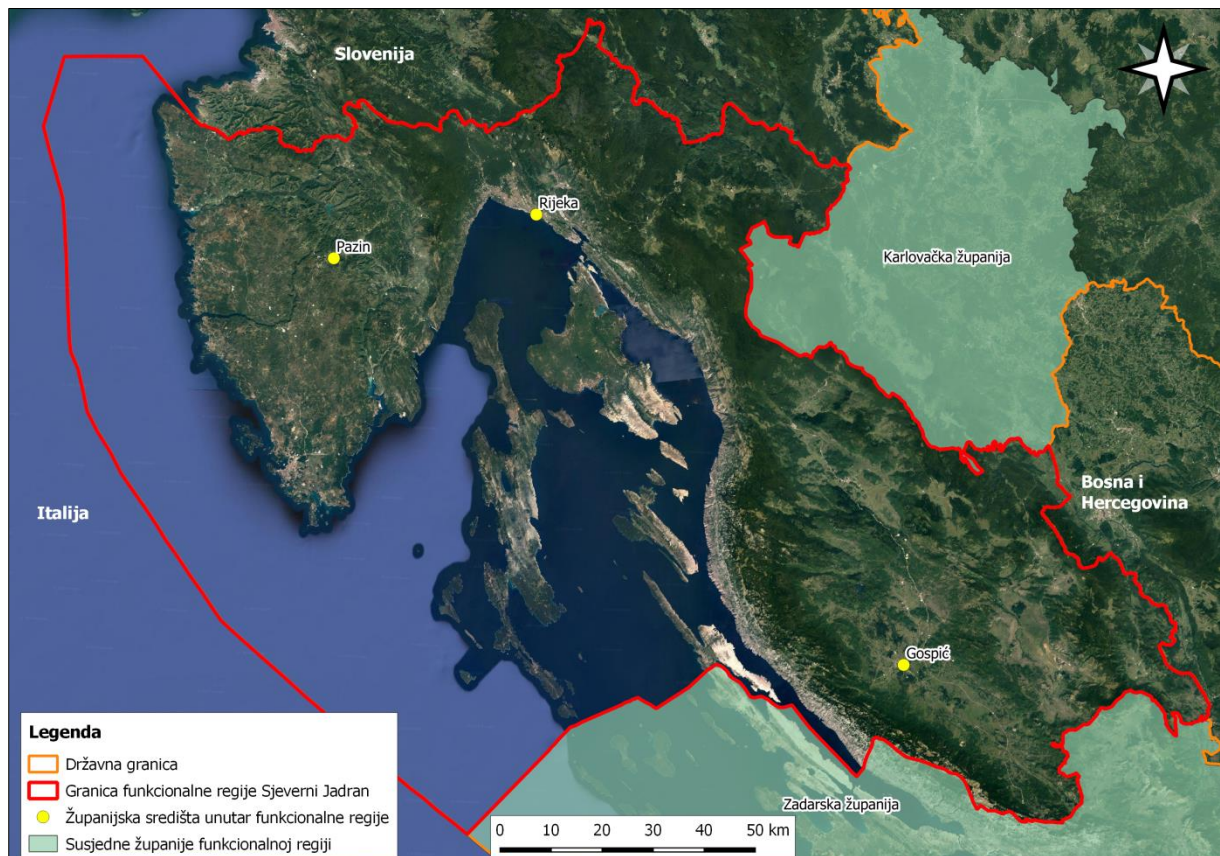 Slovenija
Rijeka
Pazin
Karlovačka županija
Italija
Bosna i
Hercegovina
Gospić
Zadarska županija
Legenda
Državna granica
Granica funkcionalne regije Sjeverni Jadran
Županijska središta unutar funkcionalne regije
Susjedne županije funkcionalnoj regiji
0 10 20 30 40 50 km